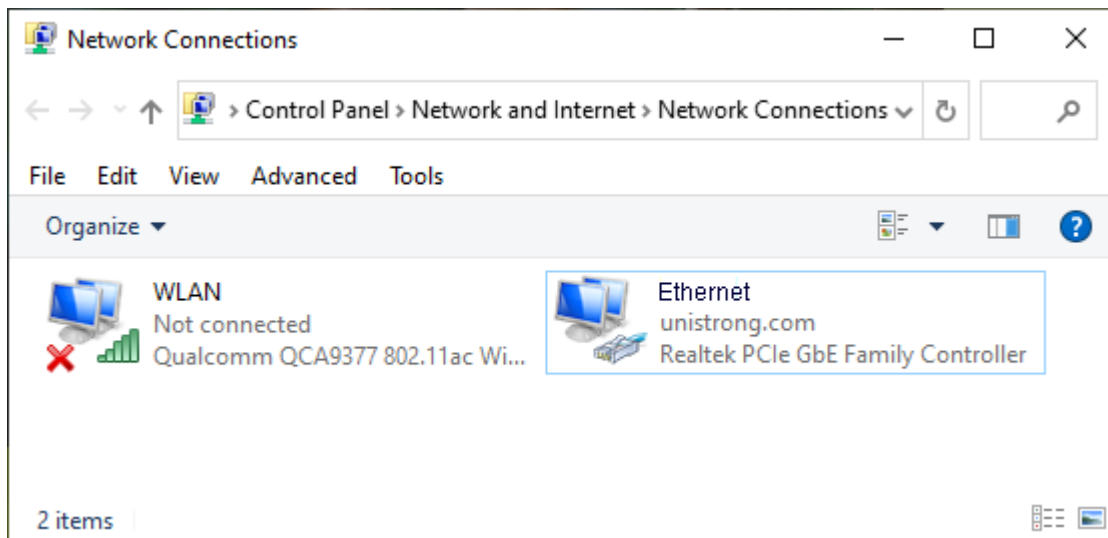 Network Connections
Control Panel > Network and Internet > Network Connections
File Edit View Advanced Tools
Organize
WLAN
Not connected
Qualcomm QCA9377 802.11ac Wi...
Ethernet
unistrong.com
Realtek PCIe GbE Family Controller
2 items